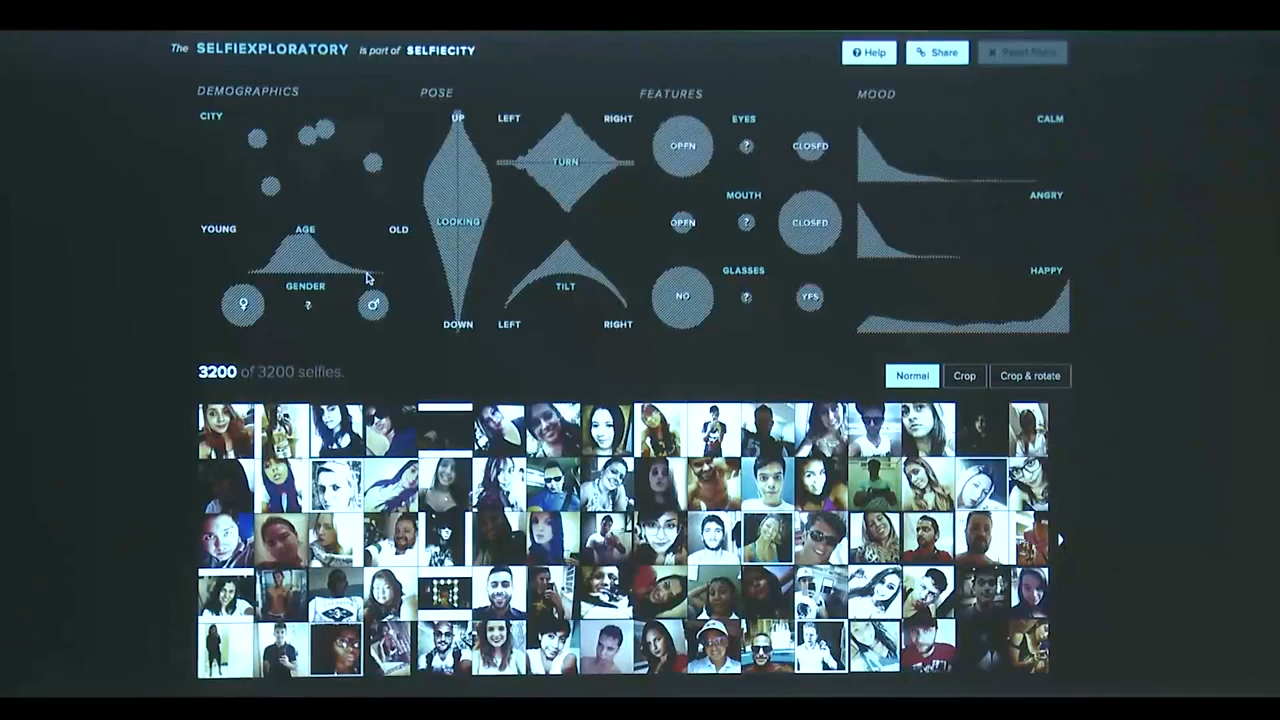 The SELFIEXPLORATORY is part of SELFIECITY
? Help
Share
✖ Reset filters
DEMOGRAPHICS
CITY
YOUNG AGE OLD
GENDER
♀ ? ♂
POSE
UP
LOOKING
DOWN
LEFT RIGHT
TURN
TILT
LEFT RIGHT
FEATURES
EYES
OPEN ? CLOSED
MOUTH
OPEN ? CLOSED
GLASSES
NO ? YES
MOOD
CALM
ANGRY
HAPPY
3200 of 3200 selfies.
Normal
Crop
Crop & rotate